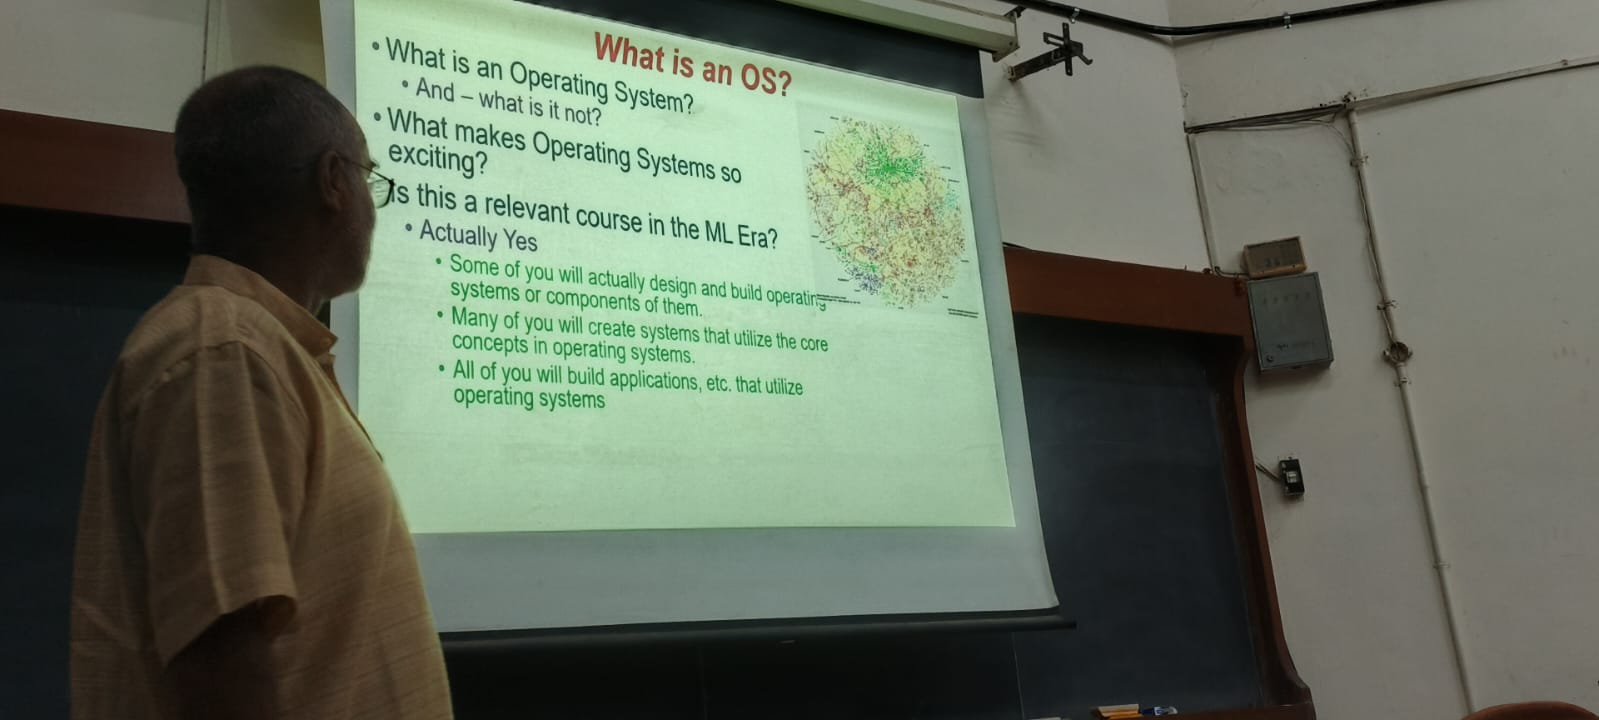 What is an OS?
• What is an Operating System?
• And – what is it not?
• What makes Operating Systems so
exciting?
Is this a relevant course in the ML Era?
• Actually Yes
• Some of you will actually design and build operating
systems or components of them.
• Many of you will create systems that utilize the core
concepts in operating systems.
• All of you will build applications, etc. that utilize
operating systems